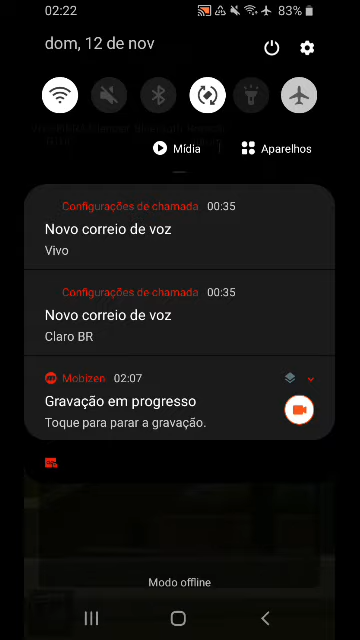 02:22
83%
dom, 12 de nov
Mídia
Aparelhos
Configurações de chamada 00:35
Novo correio de voz
Vivo
Configurações de chamada 00:35
Novo correio de voz
Claro BR
Mobizen 02:07
Gravação em progresso
Toque para parar a gravação.
Modo offline